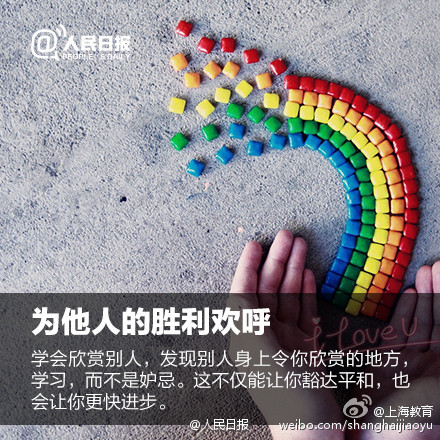 @人民日报
PEOPLE'S DAILY
I Love U
为他人的胜利欢呼
学会欣赏别人，发现别人身上令你欣赏的地方，
学习，而不是妒忌。这不仅能让你豁达平和，也
会让你更快进步。
@上海教育
@人民日报 weibo.com/shanghaijiaoyu